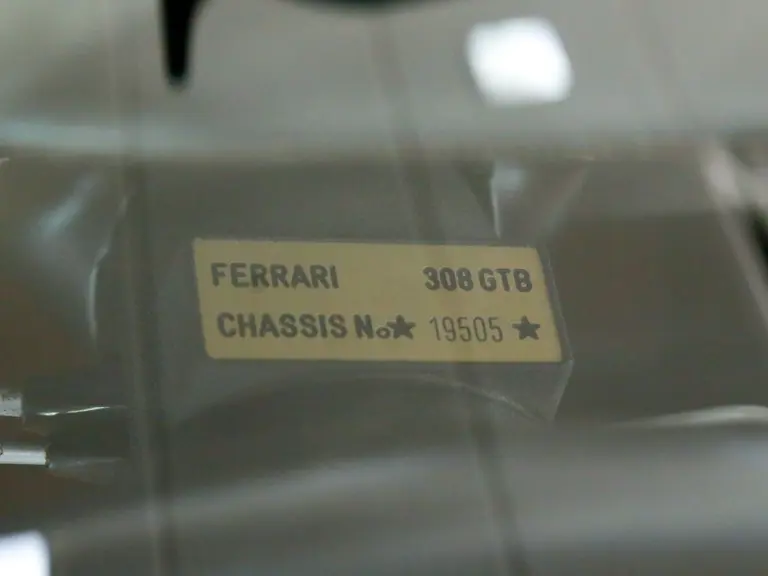 FERRARI 308 GTB
CHASSIS No★ 19505 ★